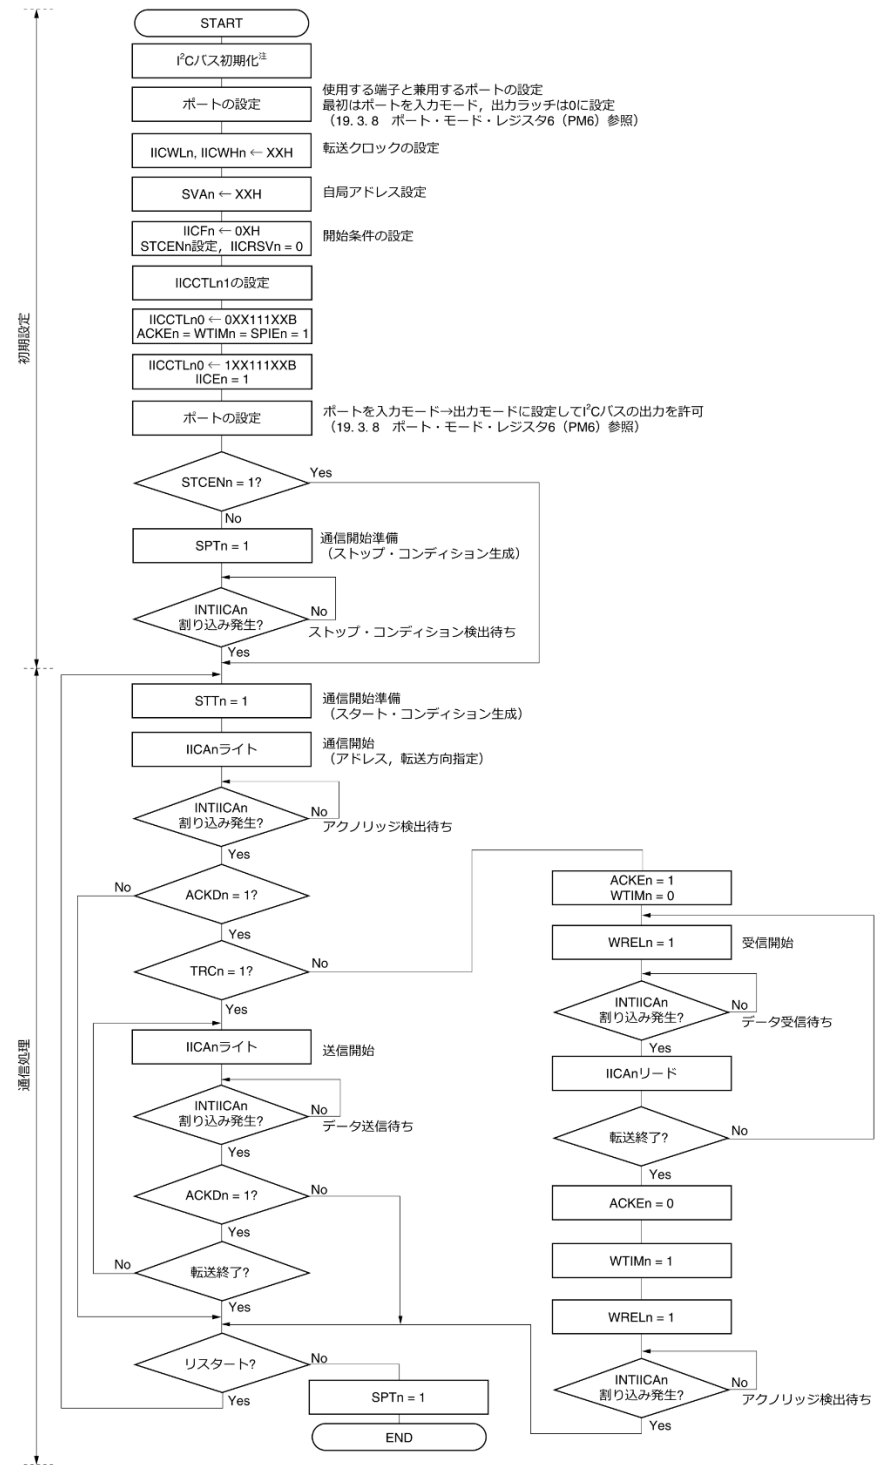 START
I²Cバス初期化注
ポートの設定
使用する端子と兼用するポートの設定
最初はポートを入力モード，出力ラッチは0に設定
（19. 3. 8　ポート・モード・レジスタ6（PM6）参照）
IICWLn, IICWHn ← XXH
転送クロックの設定
SVAn ← XXH
自局アドレス設定
IICFn ← 0XH
STCENn設定，IICRSVn = 0
開始条件の設定
IICCTLn1の設定
IICCTLn0 ← 0XX111XXB
ACKEn = WTIMn = SPIEn = 1
IICCTLn0 ← 1XX111XXB
IICEn = 1
ポートの設定
ポートを入力モード→出力モードに設定してI²Cバスの出力を許可
（19. 3. 8　ポート・モード・レジスタ6（PM6）参照）
初期設定
STCENn = 1?
Yes
No
SPTn = 1
通信開始準備
（ストップ・コンディション生成）
INTIICAn
割り込み発生?
No
ストップ・コンディション検出待ち
Yes
STTn = 1
通信開始準備
（スタート・コンディション生成）
IICAnライト
通信開始
（アドレス，転送方向指定）
INTIICAn
割り込み発生?
No
アクノリッジ検出待ち
Yes
ACKDn = 1?
No
Yes
TRCn = 1?
No
Yes
IICAnライト
送信開始
通信処理
INTIICAn
割り込み発生?
No
データ送信待ち
Yes
ACKDn = 1?
No
Yes
転送終了?
No
Yes
リスタート?
No
Yes
SPTn = 1
END
ACKEn = 1
WTIMn = 0
WRELn = 1
受信開始
INTIICAn
割り込み発生?
No
データ受信待ち
Yes
IICAnリード
転送終了?
No
Yes
ACKEn = 0
WTIMn = 1
WRELn = 1
INTIICAn
割り込み発生?
No
アクノリッジ検出待ち
Yes